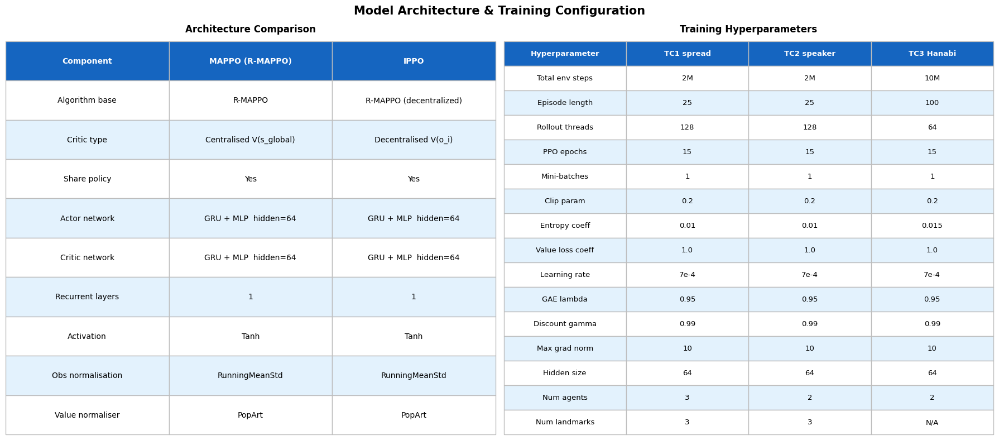 Model Architecture & Training Configuration
Architecture Comparison
Component MAPPO (R-MAPPO) IPPO
Algorithm base R-MAPPO R-MAPPO (decentralized)
Critic type Centralised V(s_global) Decentralised V(o_i)
Share policy Yes Yes
Actor network GRU + MLP  hidden=64 GRU + MLP  hidden=64
Critic network GRU + MLP  hidden=64 GRU + MLP  hidden=64
Recurrent layers 1 1
Activation Tanh Tanh
Obs normalisation RunningMeanStd RunningMeanStd
Value normaliser PopArt PopArt
Training Hyperparameters
Hyperparameter TC1 spread TC2 speaker TC3 Hanabi
Total env steps 2M 2M 10M
Episode length 25 25 100
Rollout threads 128 128 64
PPO epochs 15 15 15
Mini-batches 1 1 1
Clip param 0.2 0.2 0.2
Entropy coeff 0.01 0.01 0.015
Value loss coeff 1.0 1.0 1.0
Learning rate 7e-4 7e-4 7e-4
GAE lambda 0.95 0.95 0.95
Discount gamma 0.99 0.99 0.99
Max grad norm 10 10 10
Hidden size 64 64 64
Num agents 3 2 2
Num landmarks 3 3 N/A